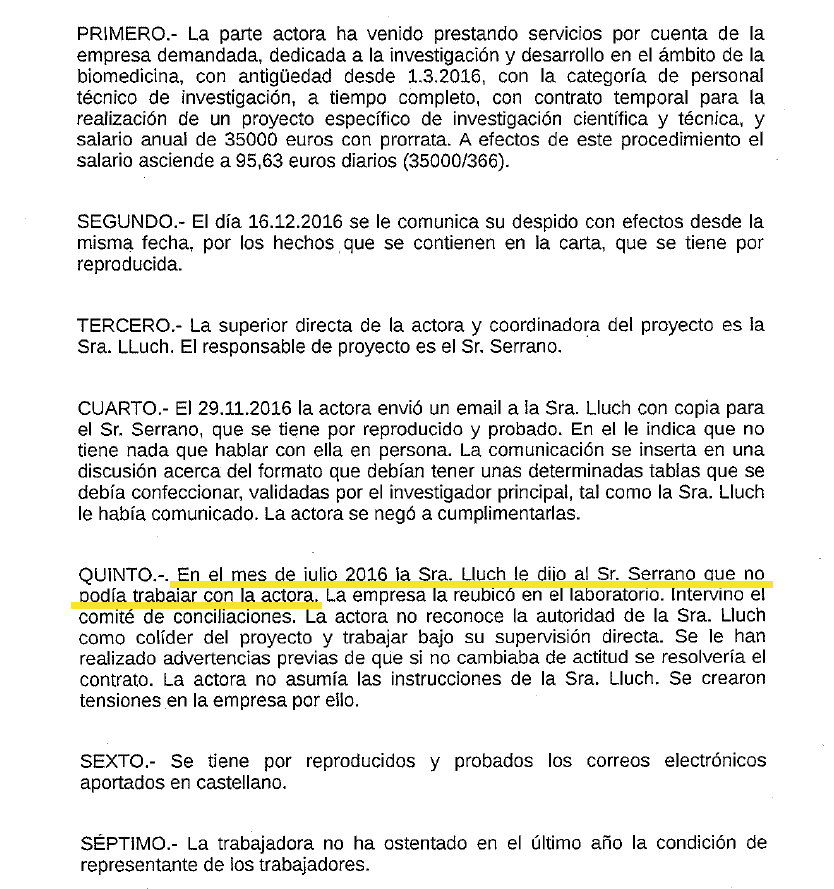 PRIMERO.- La parte actora ha venido prestando servicios por cuenta de la
empresa demandada, dedicada a la investigación y desarrollo en el ámbito de la
biomedicina, con antigüedad desde 1.3.2016, con la categoría de personal
técnico de investigación, a tiempo completo, con contrato temporal para la
realización de un proyecto específico de investigación científica y técnica, y
salario anual de 35000 euros con prorrata. A efectos de este procedimiento el
salario asciende a 95,63 euros diarios (35000/366).
SEGUNDO.- El día 16.12.2016 se le comunica su despido con efectos desde la
misma fecha, por los hechos que se contienen en la carta, que se tiene por
reproducida.
TERCERO.- La superior directa de la actora y coordinadora del proyecto es la
Sra. LLuch. El responsable de proyecto es el Sr. Serrano.
CUARTO.- El 29.11.2016 la actora envió un email a la Sra. Lluch con copia para
el Sr. Serrano, que se tiene por reproducido y probado. En el le indica que no
tiene nada que hablar con ella en persona. La comunicación se inserta en una
discusión acerca del formato que debían tener unas determinadas tablas que se
debía confeccionar, validadas por el investigador principal, tal como la Sra. Lluch
le había comunicado. La actora se negó a cumplimentarlas.
QUINTO.-. En el mes de julio 2016 la Sra. Lluch le dijo al Sr. Serrano que no
podía trabajar con la actora. La empresa la reubicó en el laboratorio. Intervino el
comité de conciliaciones. La actora no reconoce la autoridad de la Sra. Lluch
como colíder del proyecto y trabajar bajo su supervisión directa. Se le han
realizado advertencias previas de que si no cambiaba de actitud se resolvería el
contrato. La actora no asumía las instrucciones de la Sra. Lluch. Se crearon
tensiones en la empresa por ello.
SEXTO.- Se tiene por reproducidos y probados los correos electrónicos
aportados en castellano.
SÉPTIMO.- La trabajadora no ha ostentado en el último año la condición de
representante de los trabajadores.